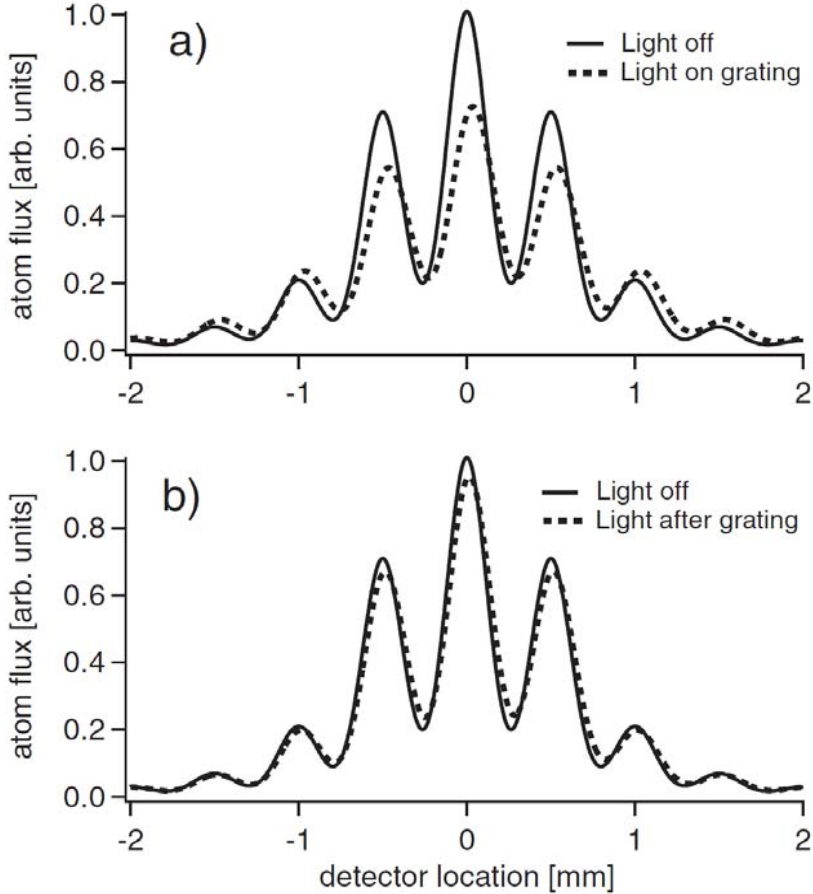 a)
Light off
Light on grating
atom flux [arb. units]
1.0
0.8
0.6
0.4
0.2
0.0
-2
-1
0
1
2
b)
Light off
Light after grating
atom flux [arb. units]
1.0
0.8
0.6
0.4
0.2
0.0
-2
-1
0
1
2
detector location [mm]